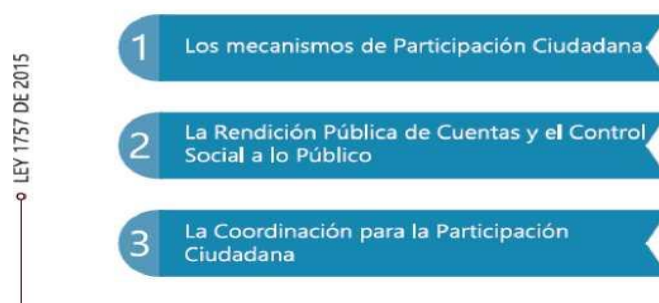 LEY 1757 DE 2015
1
Los mecanismos de Participación Ciudadana
2
La Rendición Pública de Cuentas y el Control
Social a lo Público
3
La Coordinación para la Participación
Ciudadana